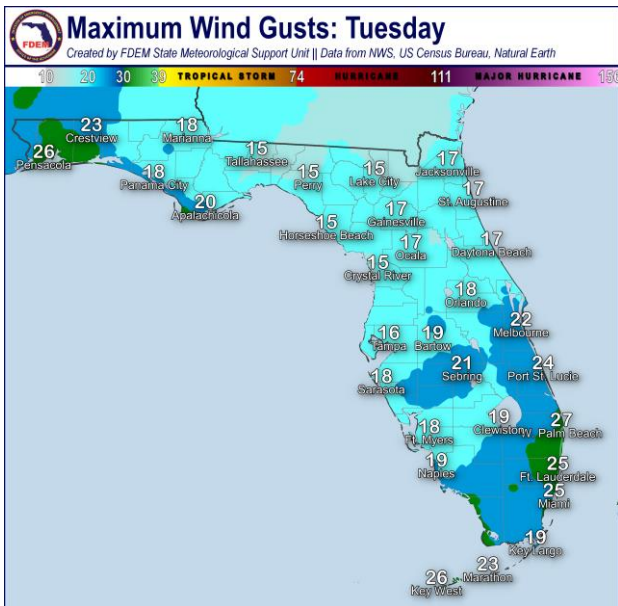 FDEM
Maximum Wind Gusts: Tuesday
Created by FDEM State Meteorological Support Unit || Data from NWS, US Census Bureau, Natural Earth
10 20 30 39 TROPICAL STORM 74 HURRICANE 111 MAJOR HURRICANE 156
23
Crestview
18
Marianna
26
Pensacola
15
Tallahassee
18
Panama City
15
Perry
15
Lake City
17
Jacksonville
20
Apalachicola
17
St. Augustine
15
Horseshoe Beach
17
Gainesville
17
Ocala
17
Daytona Beach
15
Crystal River
18
Orlando
22
Melbourne
16
Tampa
19
Bartow
21
Sebring
24
Port St. Lucie
18
Sarasota
18
Ft. Myers
19
Clewiston
27
W. Palm Beach
19
Naples
25
Ft. Lauderdale
25
Miami
19
Key Largo
23
Marathon
26
Key West